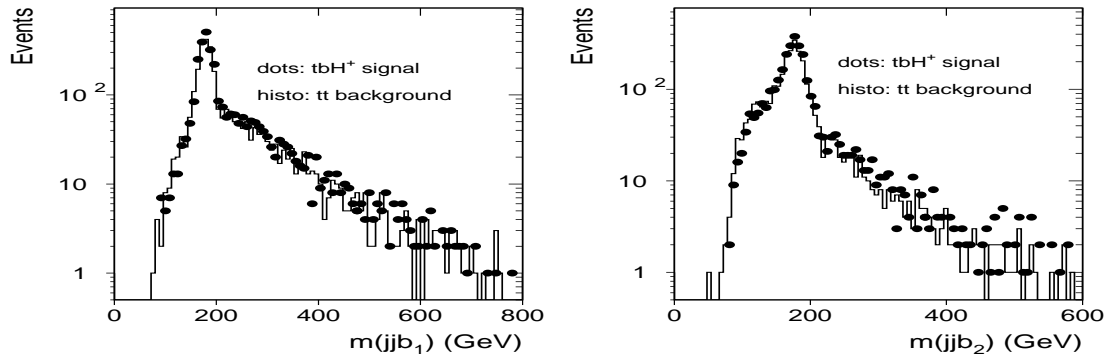 Events
dots: tbH⁺ signal
histo: tt background
10²
10
1
0 200 400 600 800
m(jjb₁) (GeV)
Events
dots: tbH⁺ signal
histo: tt background
10²
10
1
0 200 400 600
m(jjb₂) (GeV)